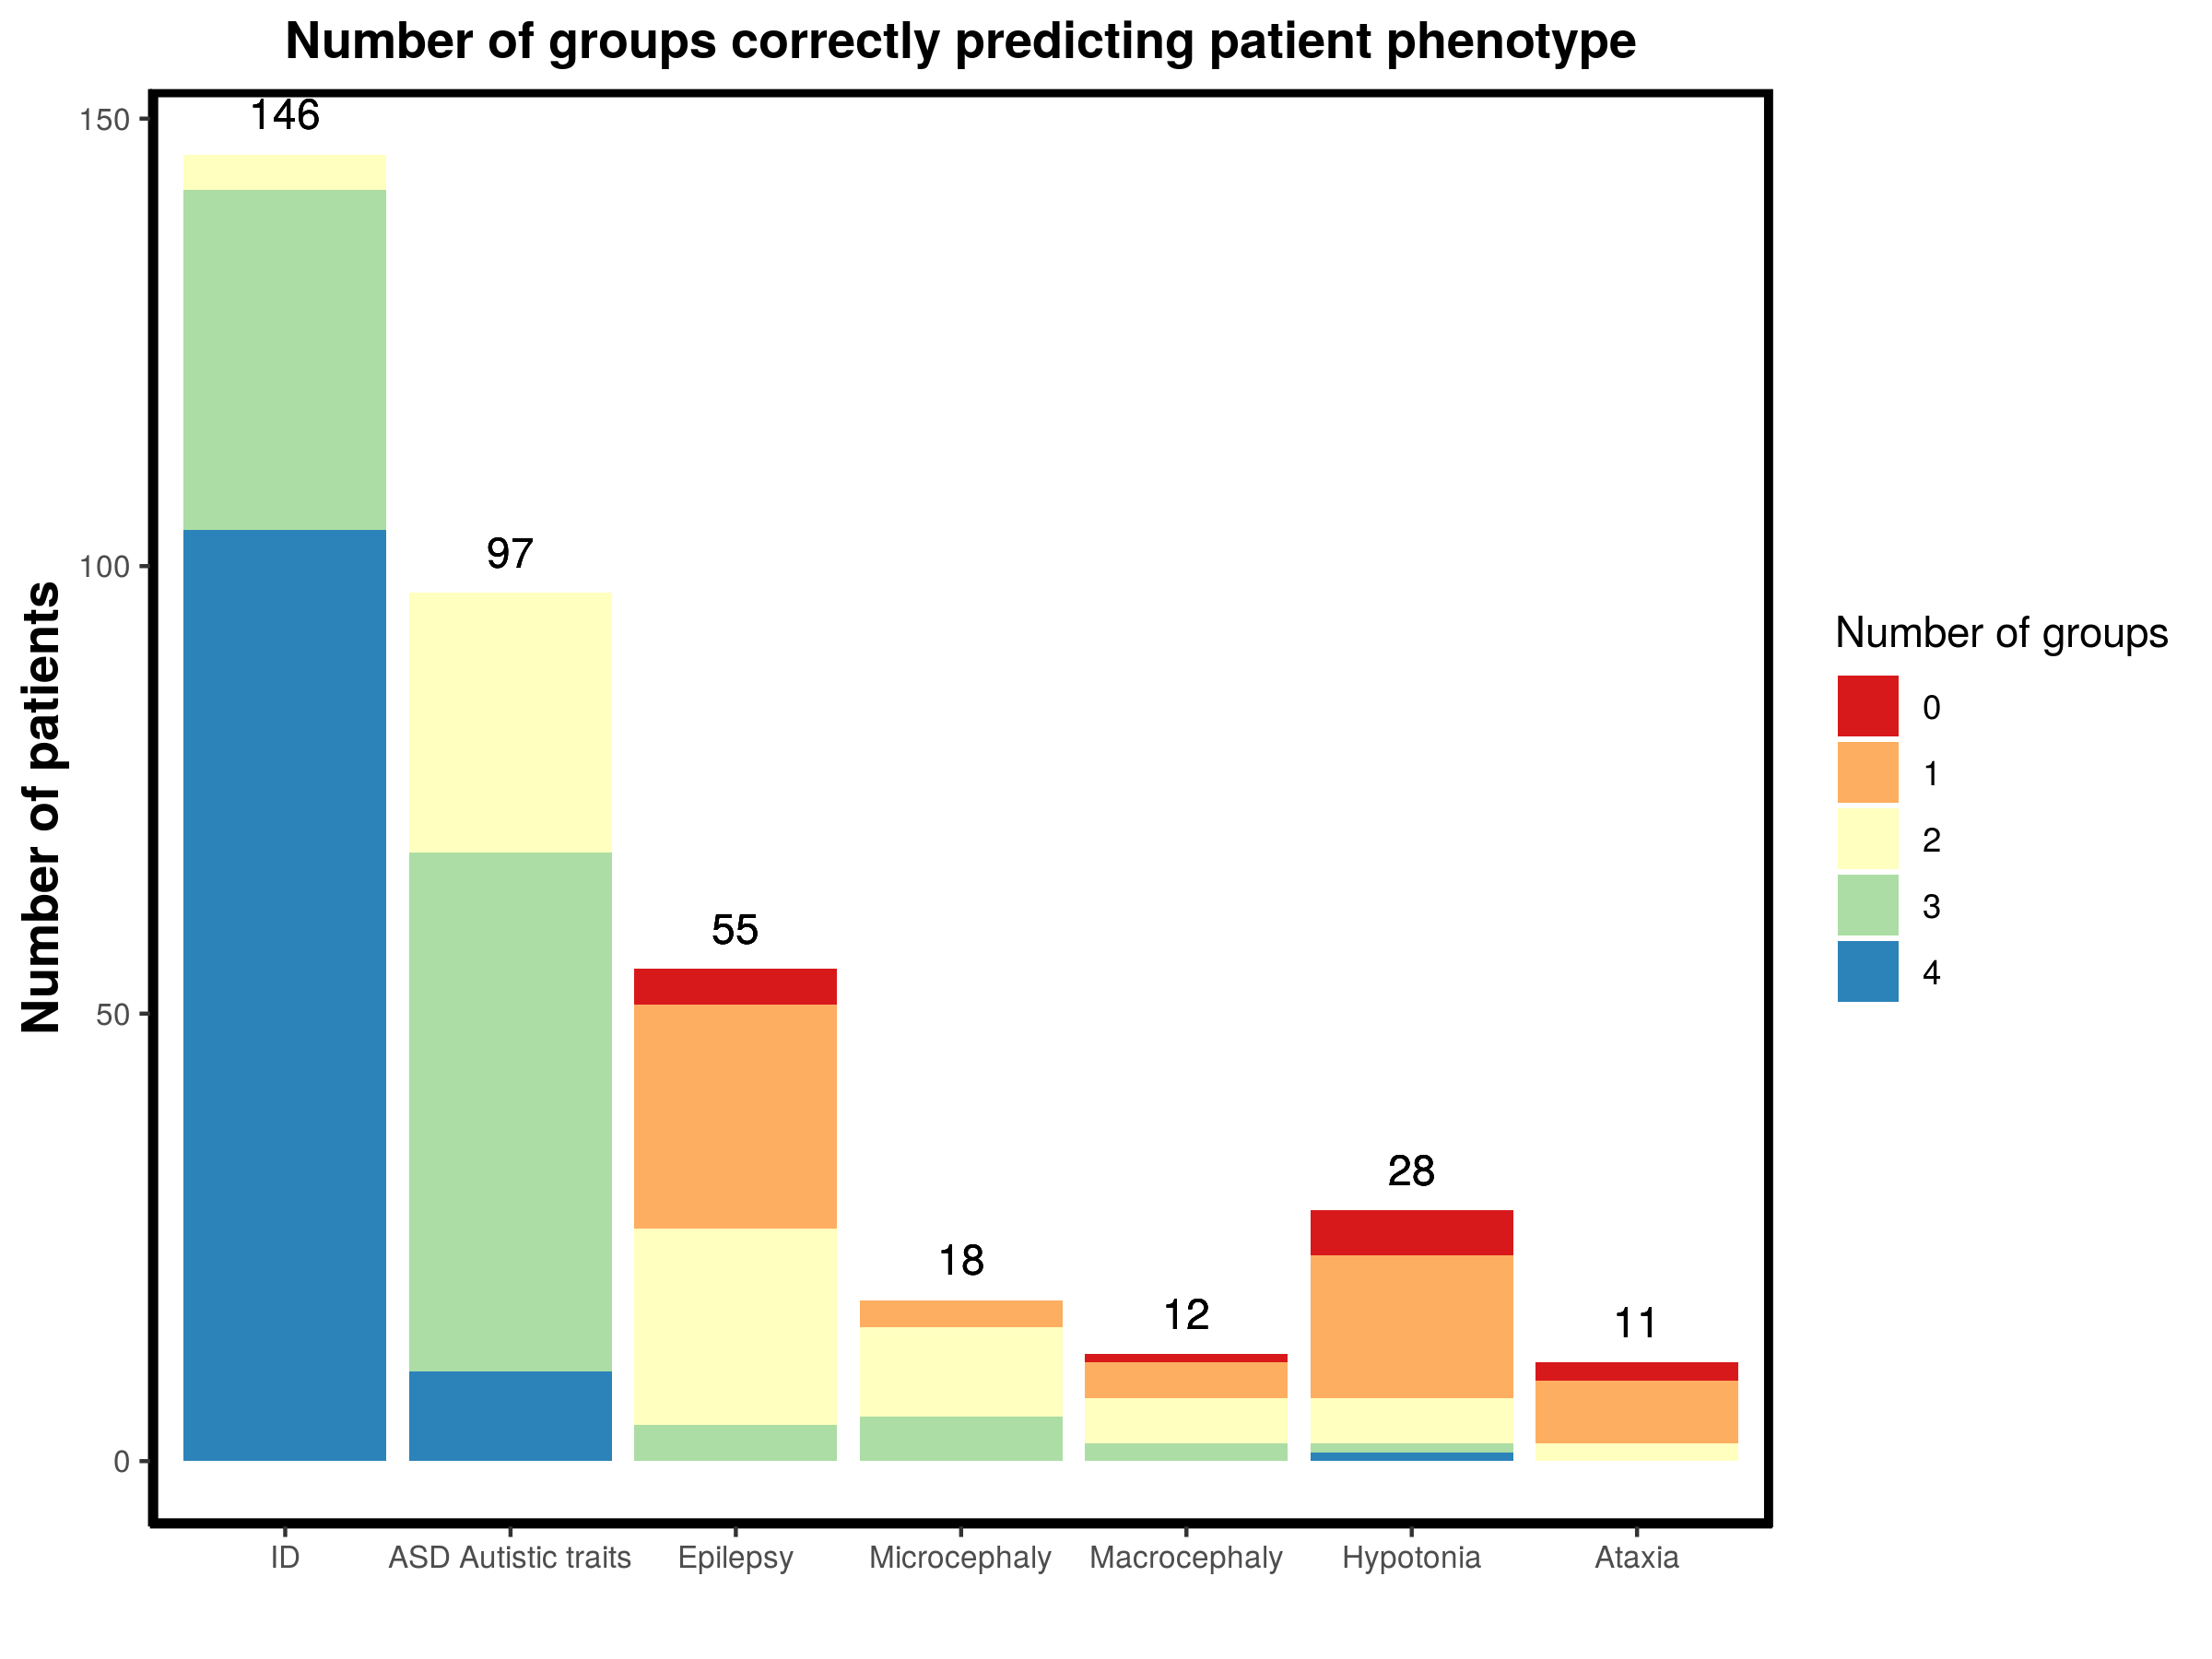 Number of groups correctly predicting patient phenotype
Number of patients
150
100
50
0
146
97
55
18
12
28
11
ID
ASD Autistic traits
Epilepsy
Microcephaly
Macrocephaly
Hypotonia
Ataxia
Number of groups
0
1
2
3
4